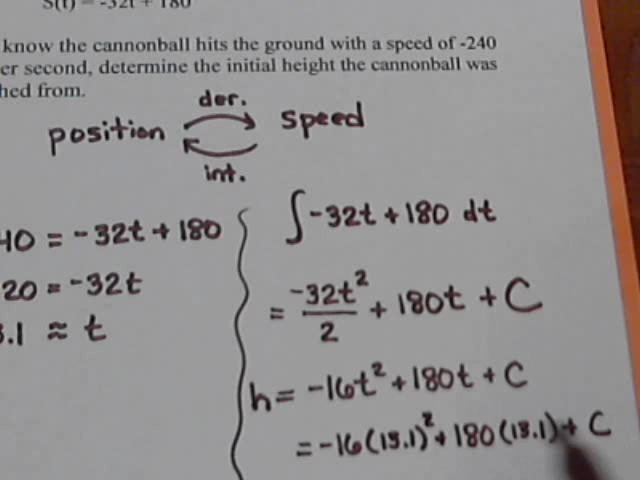 S(t) = -32t + 180
know the cannonball hits the ground with a speed of -240
er second, determine the initial height the cannonball was
hed from.
der.
position speed
int.
40 = -32t + 180
20 = -32t
3.1 ≈ t
∫ -32t + 180 dt
= -32t²/2 + 180t + C
h = -16t² + 180t + C
= -16(13.1)² + 180(13.1) + C